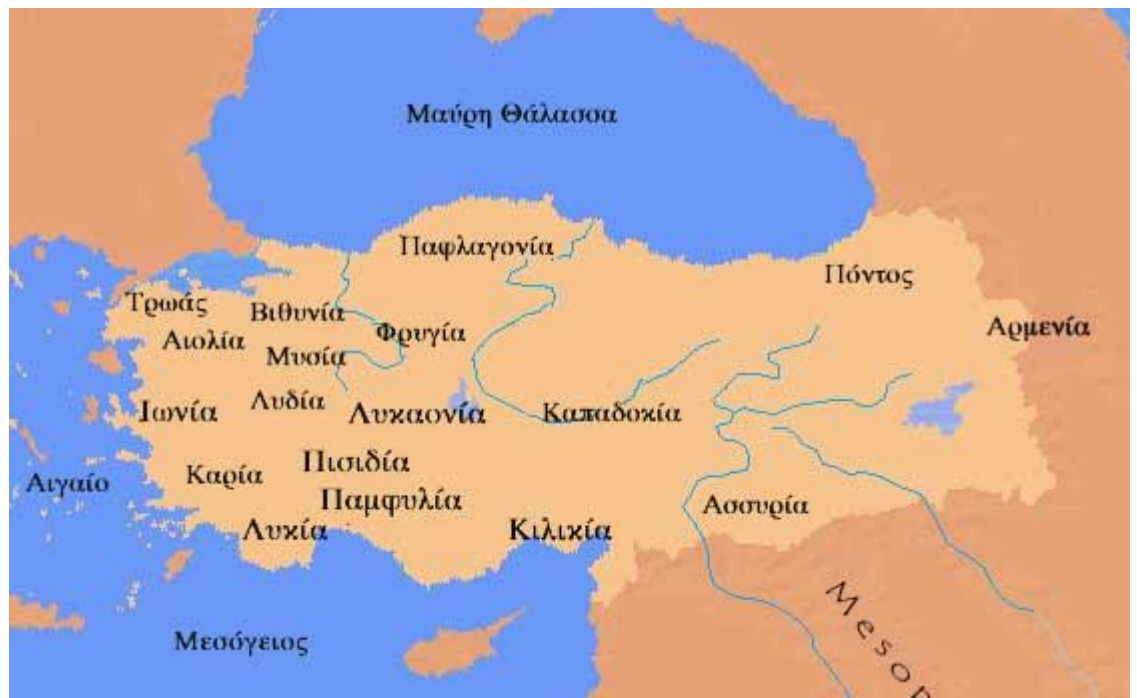 Μαύρη Θάλασσα
Παφλαγονία
Πόντος
Τρωάς
Βιθυνία
Φρυγία
Αρμενία
Αιολία
Μυσία
Ιωνία
Λυδία
Λυκαονία
Καπαδοκία
Πισιδία
Καρία
Αιγαίο
Παμφυλία
Ασσυρία
Λυκία
Κιλικία
Μεσόγειος
Mesop